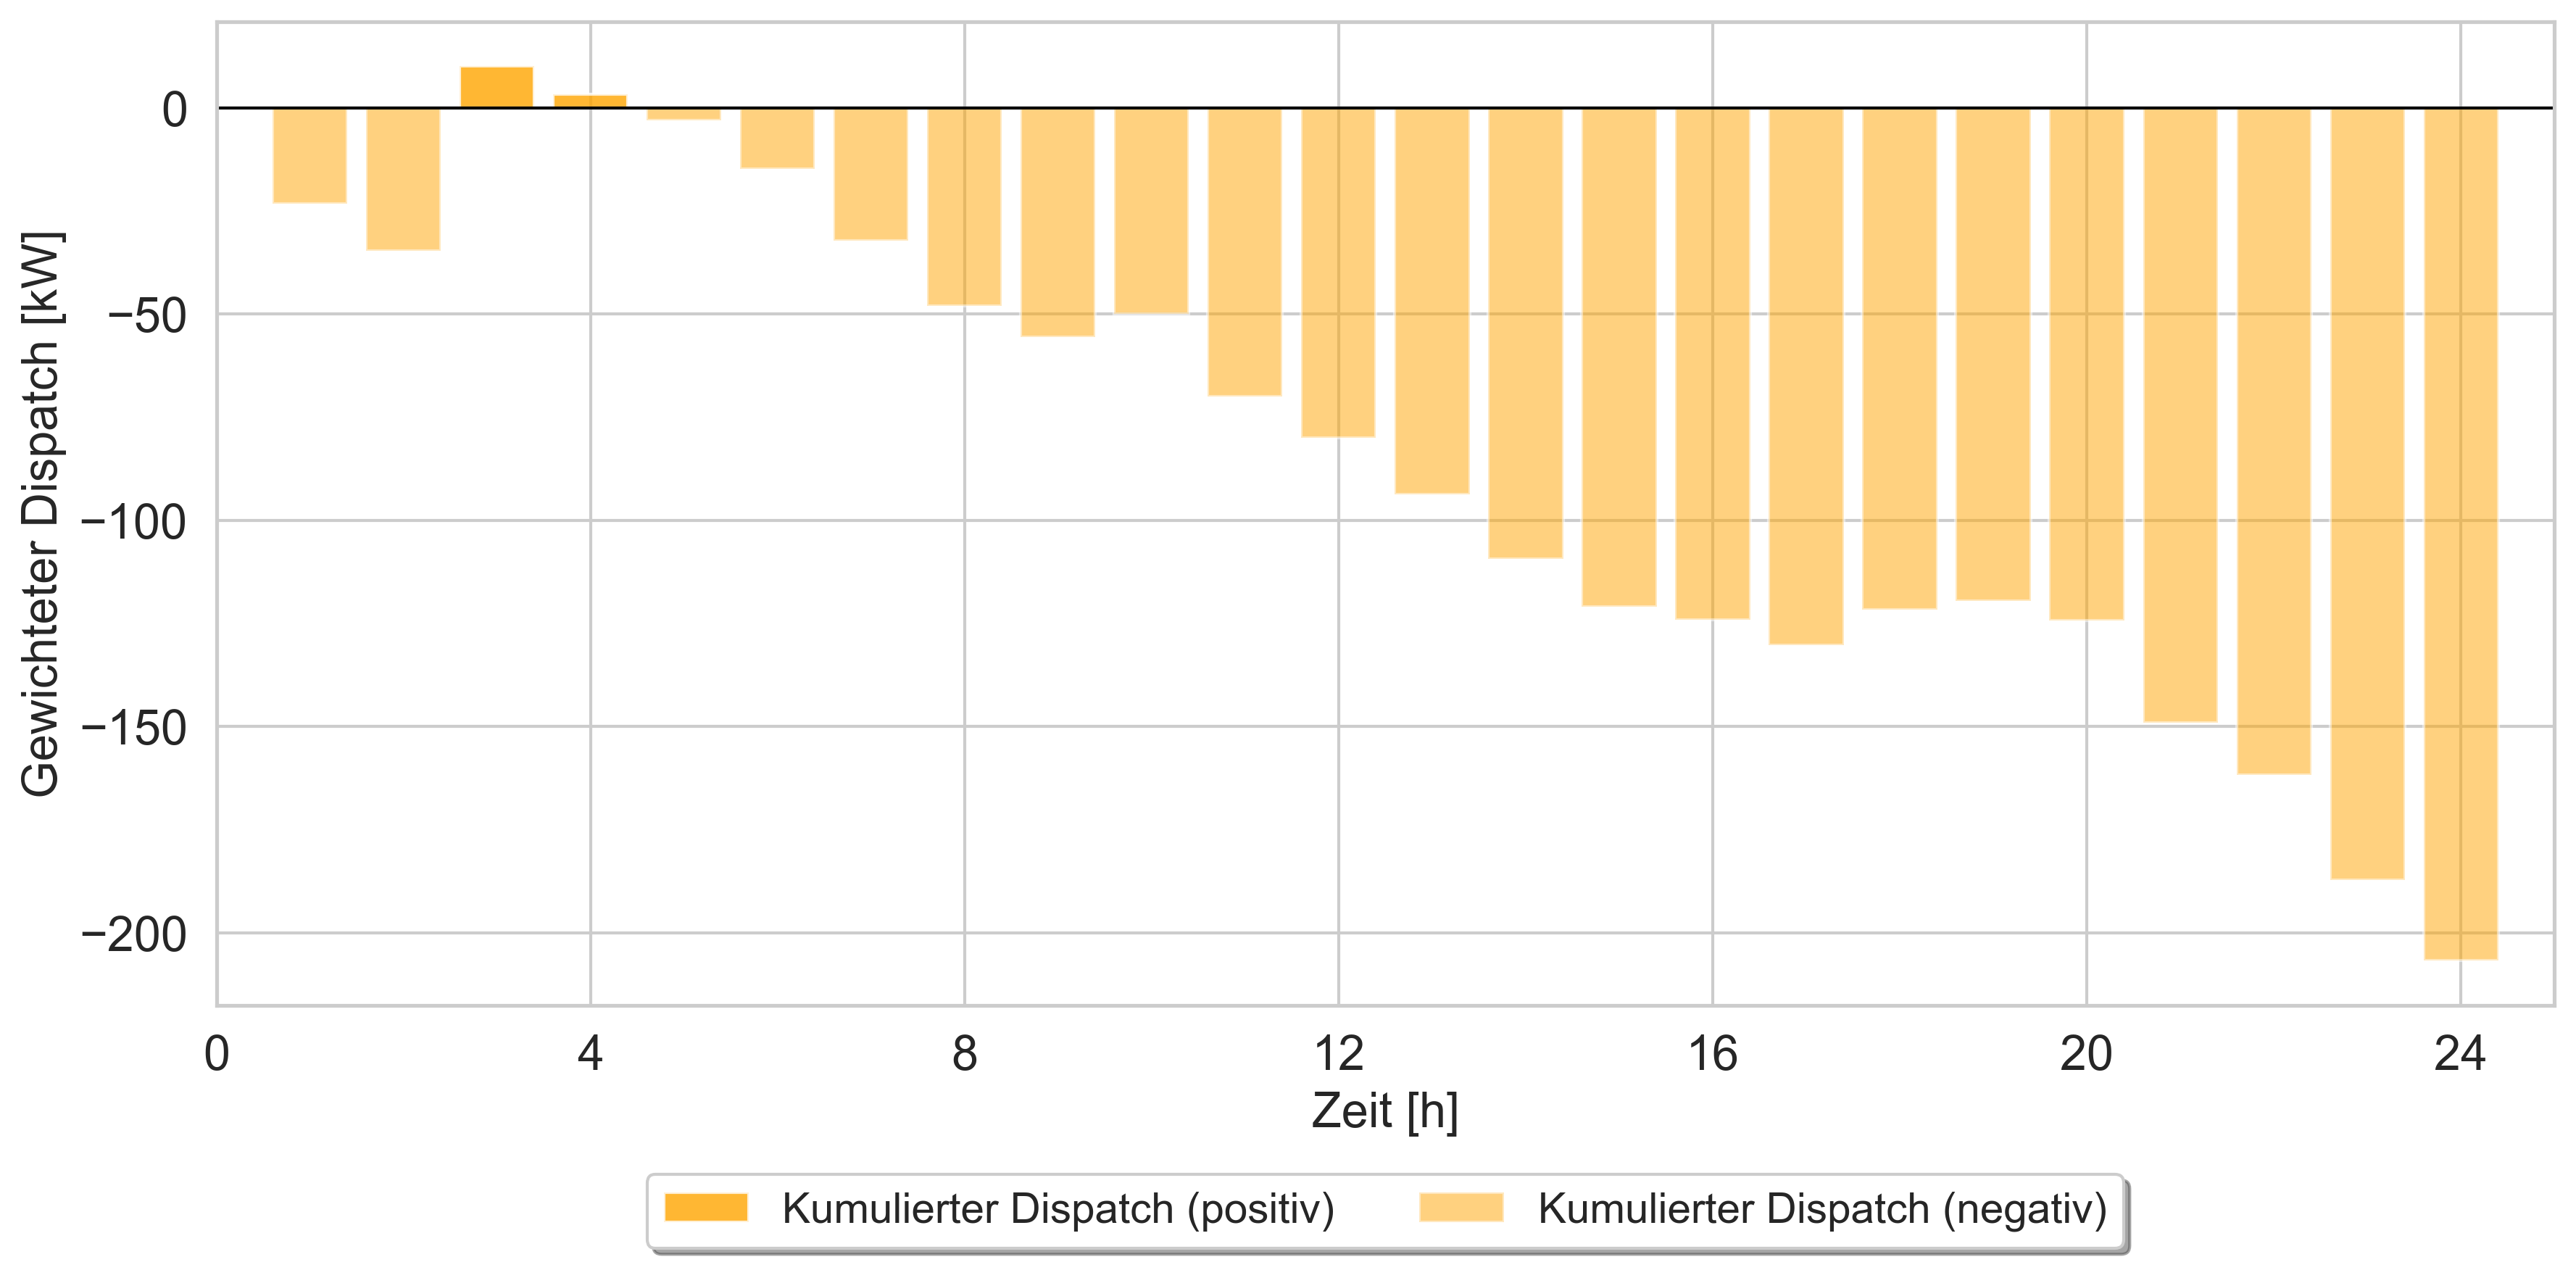 Gewichteter Dispatch [kW]
0
−50
−100
−150
−200
0 4 8 12 16 20 24
Zeit [h]
Kumulierter Dispatch (positiv) Kumulierter Dispatch (negativ)